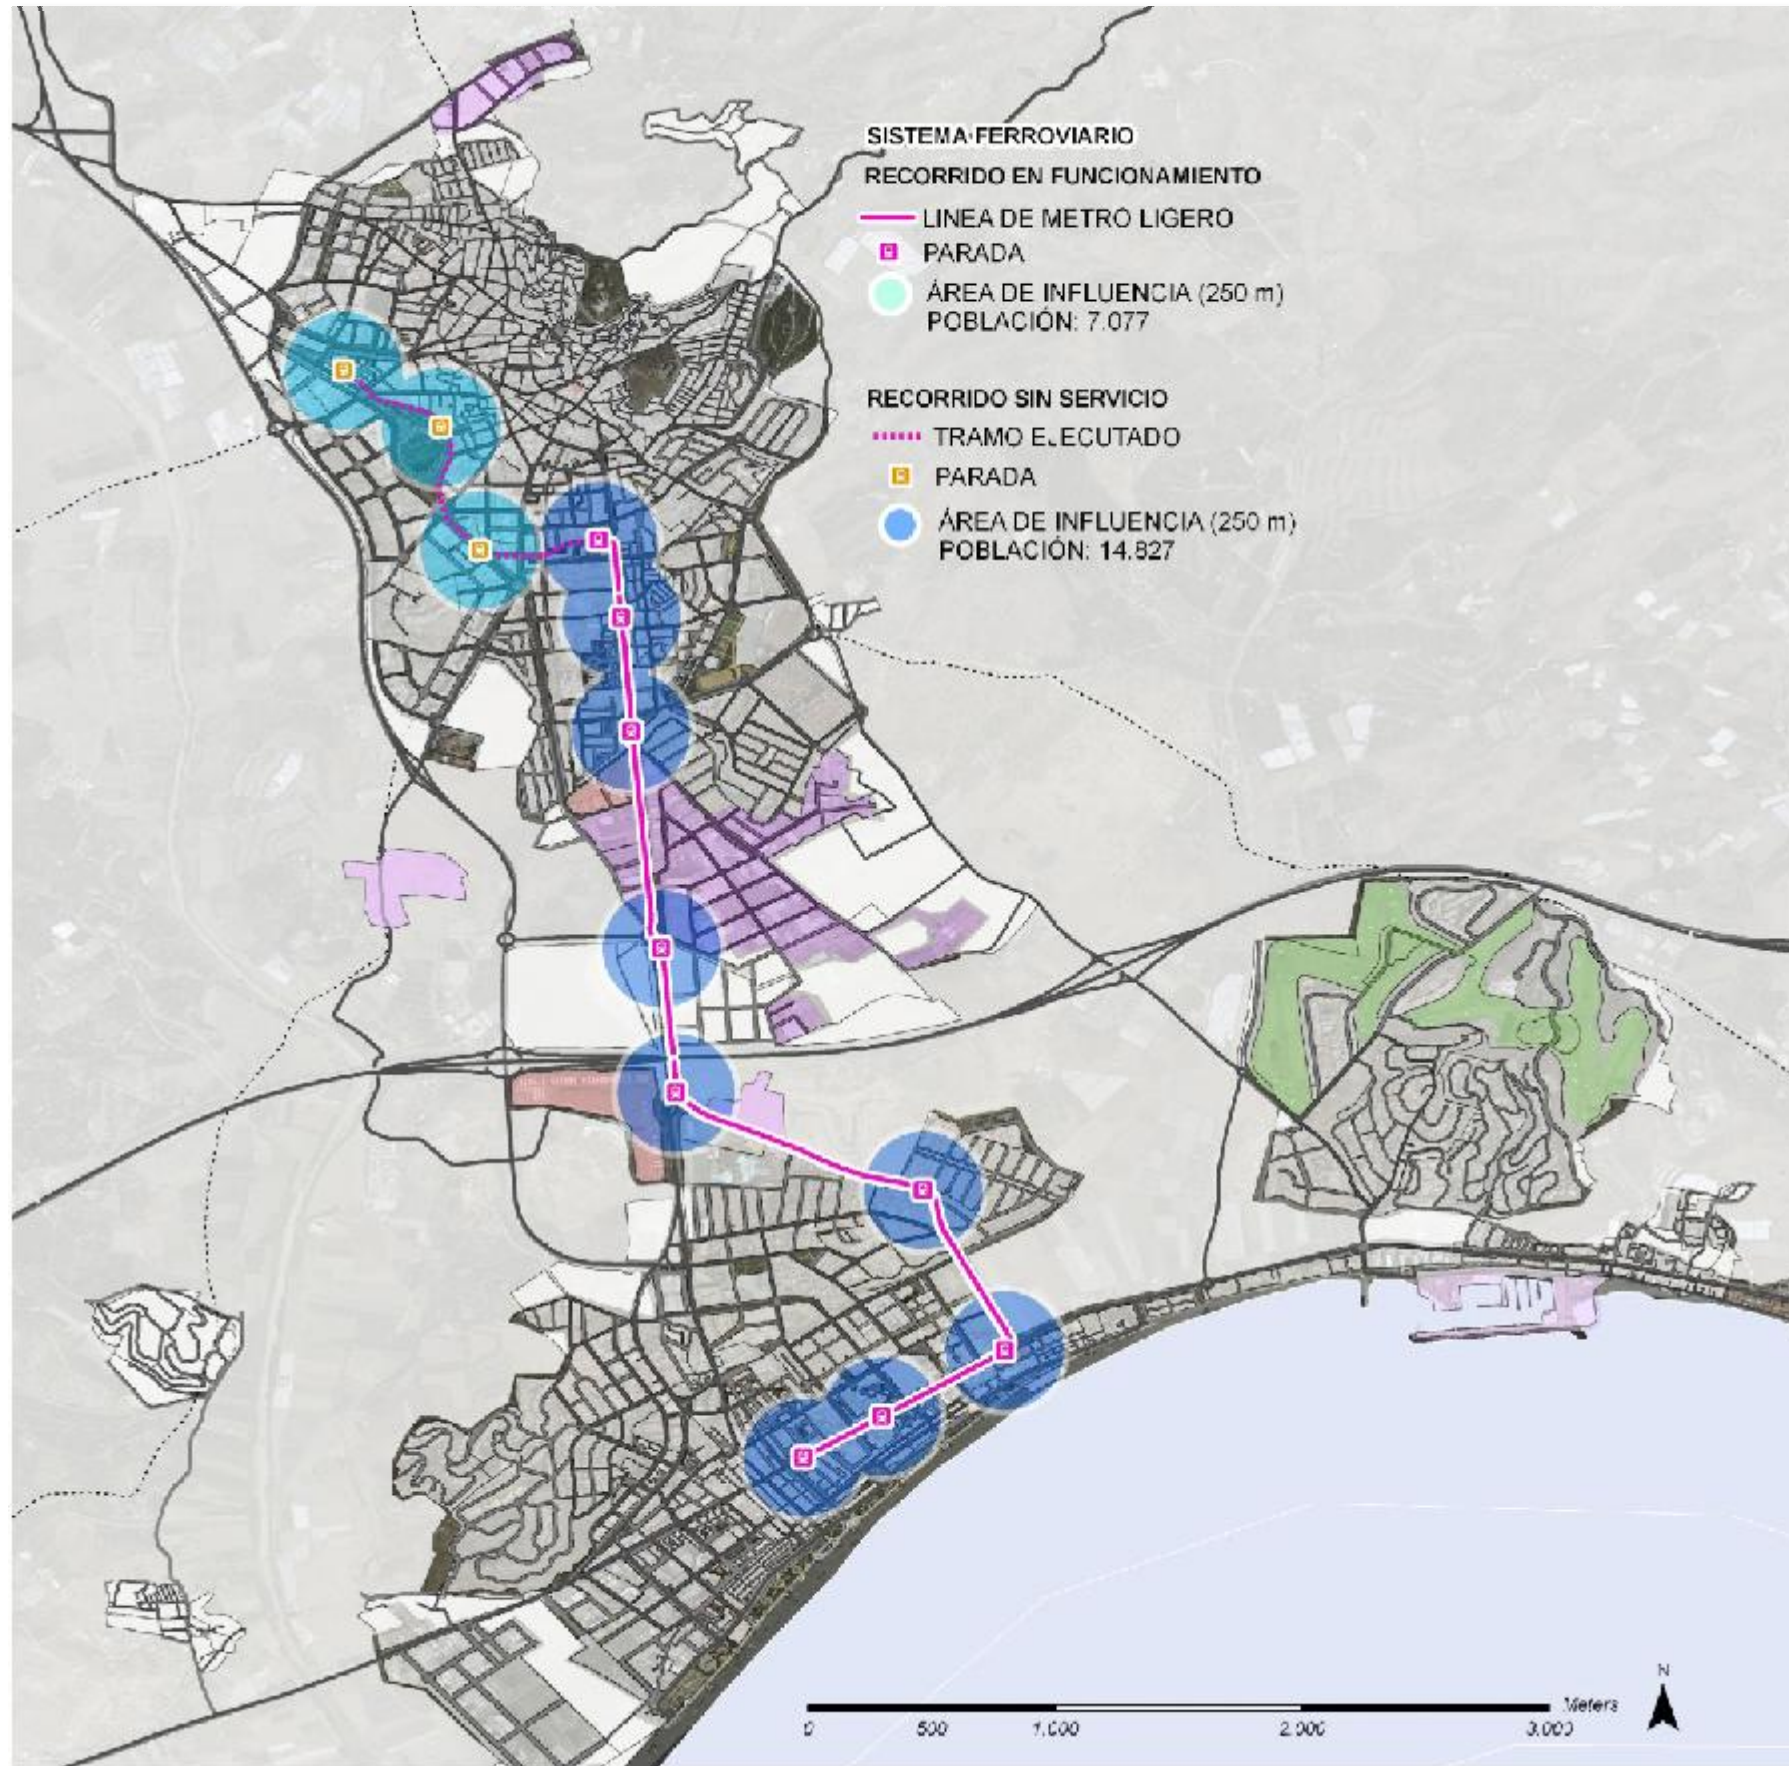 SISTEMA FERROVIARIO
RECORRIDO EN FUNCIONAMIENTO
LINEA DE METRO LIGERO
PARADA
ÁREA DE INFLUENCIA (250 m)
POBLACIÓN: 7.077
RECORRIDO SIN SERVICIO
TRAMO EJECUTADO
PARADA
ÁREA DE INFLUENCIA (250 m)
POBLACIÓN: 14.827
N
Meters
0 500 1.000 2.000 3.000